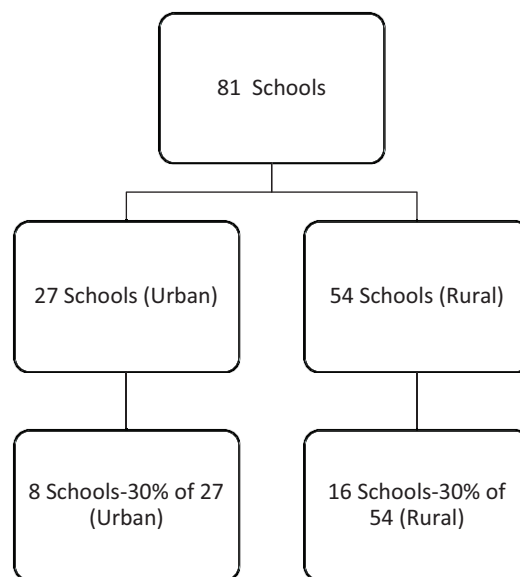 81 Schools
27 Schools (Urban)
54 Schools (Rural)
8 Schools-30% of 27
(Urban)
16 Schools-30% of
54 (Rural)